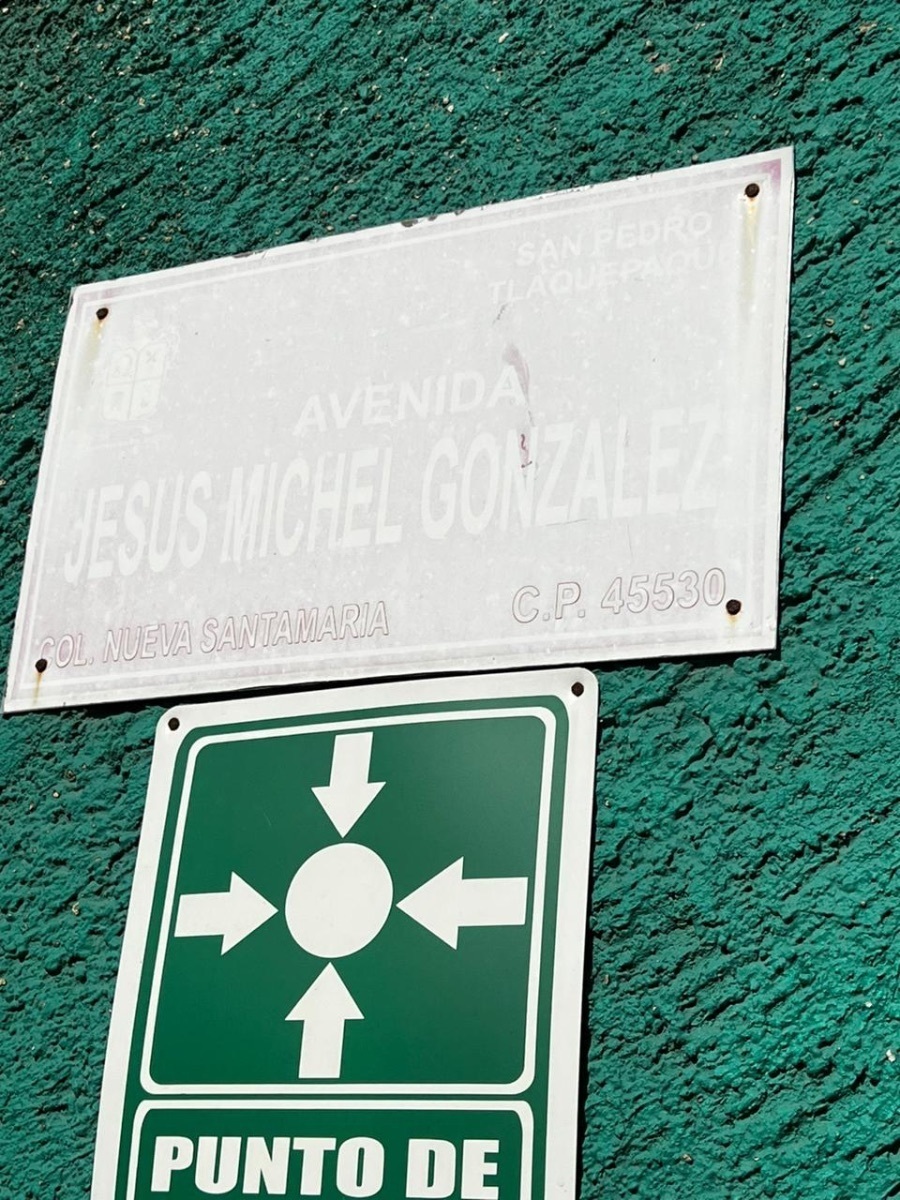 SAN PEDRO
TLAQUEPAQUE
AVENIDA
JESUS MICHEL GONZALEZ
COL. NUEVA SANTAMARIA C.P. 45530
PUNTO DE